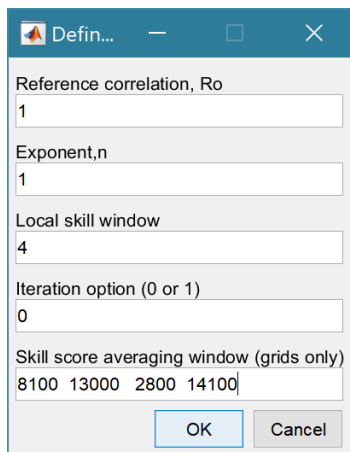 Defin...
Reference correlation, Ro
1
Exponent,n
1
Local skill window
4
Iteration option (0 or 1)
0
Skill score averaging window (grids only)
8100 13000 2800 14100
OK Cancel